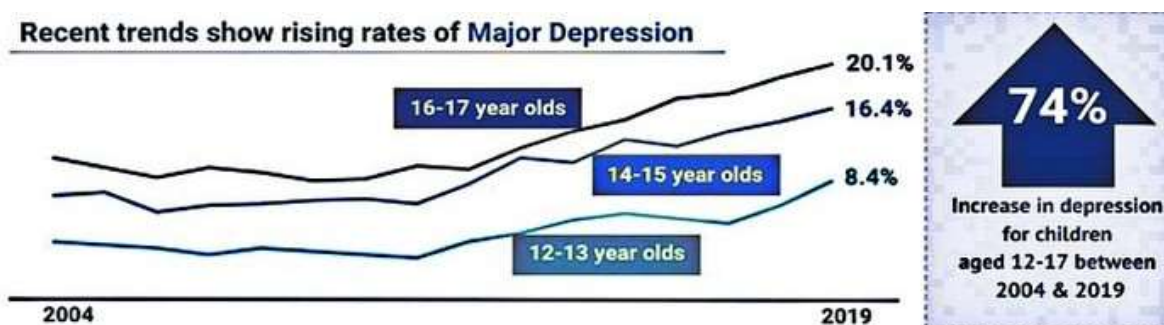 Recent trends show rising rates of Major Depression
16-17 year olds
20.1%
16.4%
14-15 year olds
8.4%
12-13 year olds
2004
2019
74%
Increase in depression
for children
aged 12-17 between
2004 & 2019